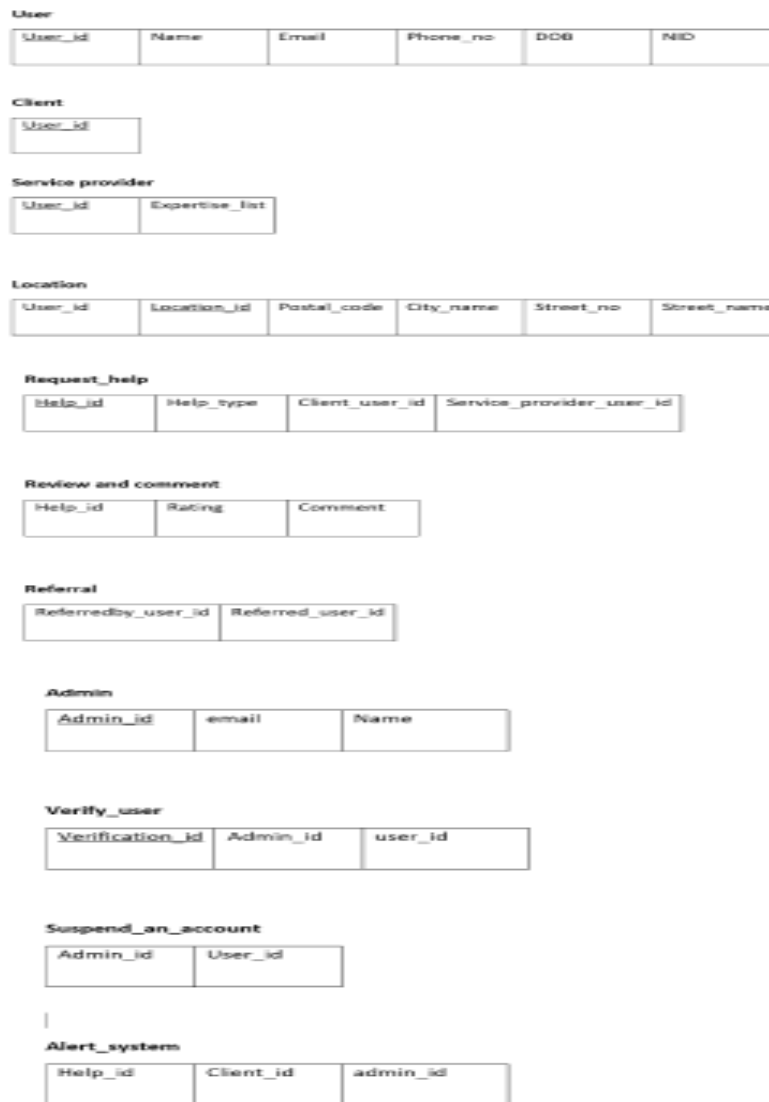 User
User_id Name Email Phone_no DOB NID
Client
User_id
Service provider
User_id Expertise_list
Location
User_id Location_id Postal_code City_name Street_no Street_name
Request_help
Help_id Help_type Client_user_id Service_provider_user_id
Review and comment
Help_id Rating Comment
Referral
Referredby_user_id Referred_user_id
Admin
Admin_id email Name
Verify_user
Verification_id Admin_id user_id
Suspend_an_account
Admin_id User_id
Alert_system
Help_id Client_id admin_id